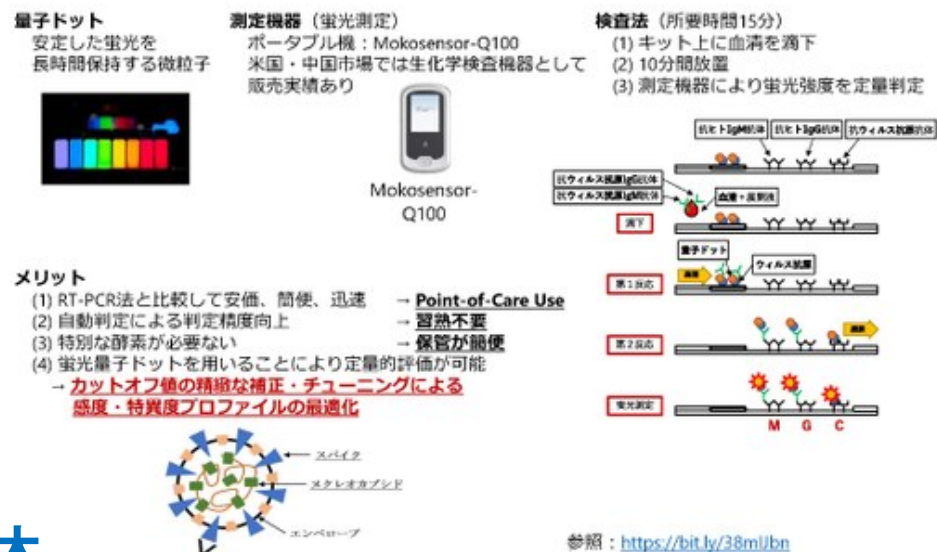 量子ドット
安定した蛍光を
長時間保持する微粒子
測定機器（蛍光測定）
ポータブル機：Mokosensor-Q100
米国・中国市場では生化学検査機器として
販売実績あり
Mokosensor-
Q100
検査法（所要時間15分）
(1) キット上に血清を滴下
(2) 10分間放置
(3) 測定機器により蛍光強度を定量判定
抗ヒトIgM抗体
抗ヒトIgG抗体
抗ウィルス抗原抗体
抗ウィルス抗原IgG抗体
抗ウィルス抗原IgM抗体
滴下
量子ドット
ウィルス抗原
第1反応
第2反応
蛍光測定
M G C
メリット
(1) RT-PCR法と比較して安価、簡便、迅速 → Point-of-Care Use
(2) 自動判定による判定精度向上 → 習熟不要
(3) 特別な酵素が必要ない → 保管が簡便
(4) 蛍光量子ドットを用いることにより定量的評価が可能
→ カットオフ値の精緻な補正・チューニングによる
感度・特異度プロファイルの最適化
スパイク
ヌクレオカプシド
エンベロープ
参照：https://bit.ly/38mlJbn